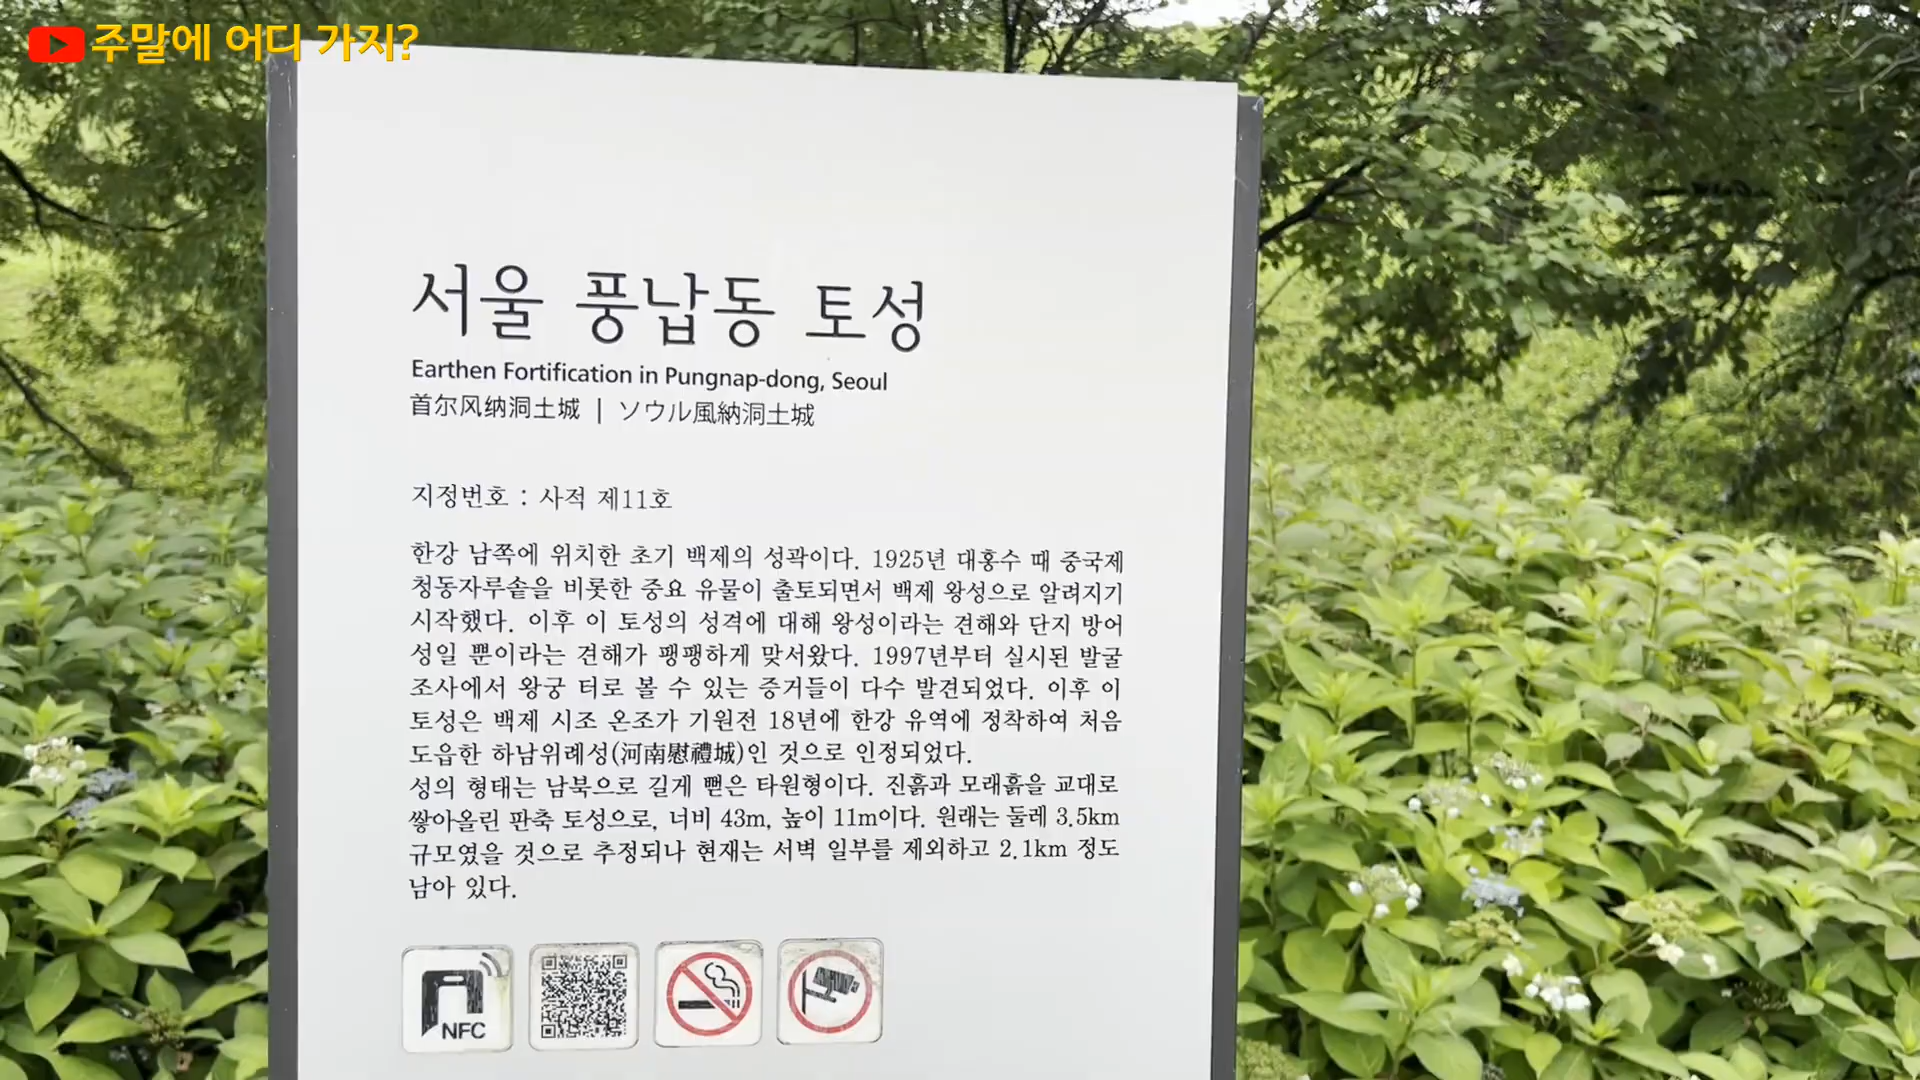 주말에 어디 가지?
서울 풍납동 토성
Earthen Fortification in Pungnap-dong, Seoul
首尔风纳洞土城 | ソウル風納洞土城
지정번호 : 사적 제11호
한강 남쪽에 위치한 초기 백제의 성곽이다. 1925년 대홍수 때 중국제
청동자루솥을 비롯한 중요 유물이 출토되면서 백제 왕성으로 알려지기
시작했다. 이후 이 토성의 성격에 대해 왕성이라는 견해와 단지 방어
성일 뿐이라는 견해가 팽팽하게 맞서왔다. 1997년부터 실시된 발굴
조사에서 왕궁 터로 볼 수 있는 증거들이 다수 발견되었다. 이후 이
토성은 백제 시조 온조가 기원전 18년에 한강 유역에 정착하여 처음
도읍한 하남위례성(河南慰禮城)인 것으로 인정되었다.
성의 형태는 남북으로 길게 뻗은 타원형이다. 진흙과 모래흙을 교대로
쌓아올린 판축 토성으로, 너비 43m, 높이 11m이다. 원래는 둘레 3.5km
규모였을 것으로 추정되나 현재는 서벽 일부를 제외하고 2.1km 정도
남아 있다.
NFC